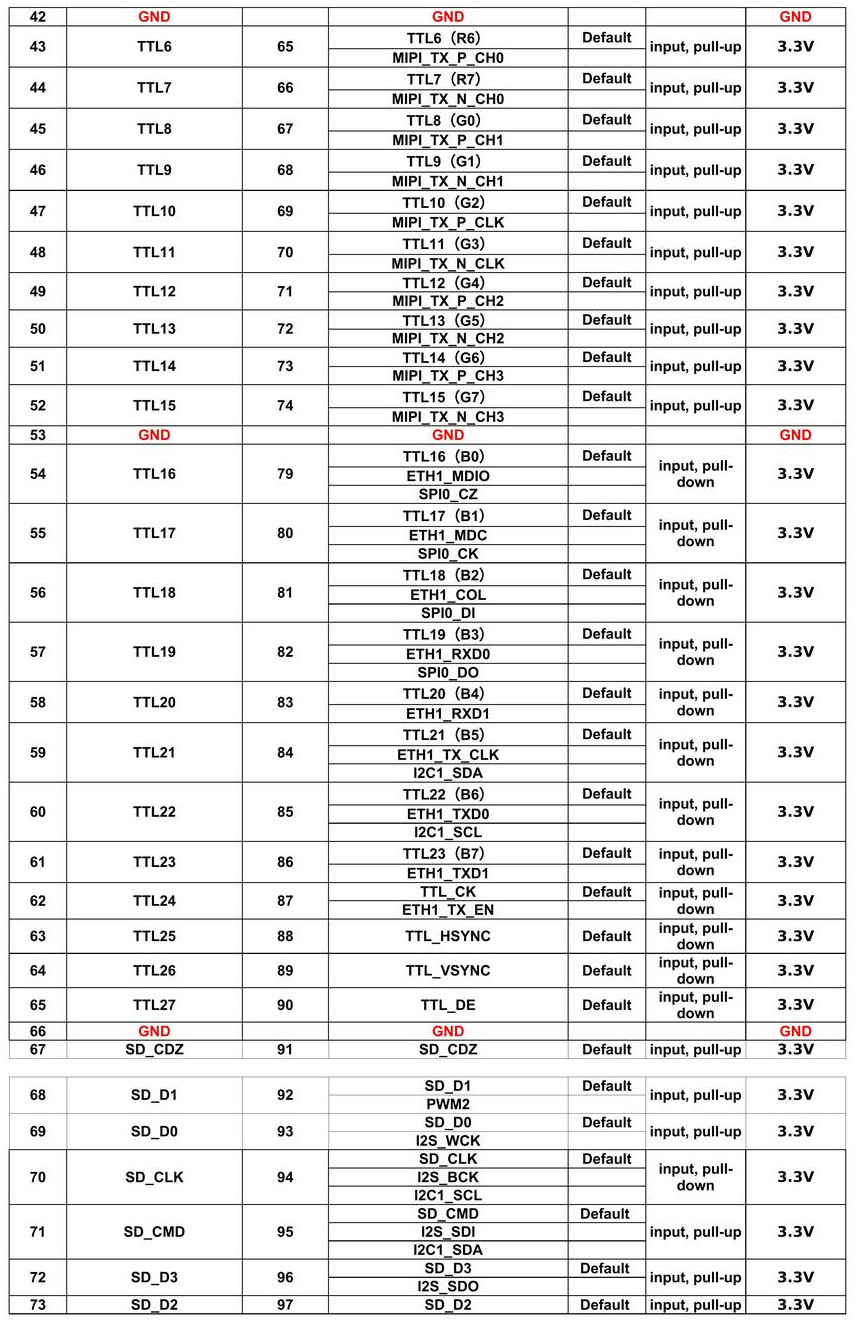 42 GND GND GND
43 TTL6 65 TTL6（R6） Default input, pull-up 3.3V
MIPI_TX_P_CH0
44 TTL7 66 TTL7（R7） Default input, pull-up 3.3V
MIPI_TX_N_CH0
45 TTL8 67 TTL8（G0） Default input, pull-up 3.3V
MIPI_TX_P_CH1
46 TTL9 68 TTL9（G1） Default input, pull-up 3.3V
MIPI_TX_N_CH1
47 TTL10 69 TTL10（G2） Default input, pull-up 3.3V
MIPI_TX_P_CLK
48 TTL11 70 TTL11（G3） Default input, pull-up 3.3V
MIPI_TX_N_CLK
49 TTL12 71 TTL12（G4） Default input, pull-up 3.3V
MIPI_TX_P_CH2
50 TTL13 72 TTL13（G5） Default input, pull-up 3.3V
MIPI_TX_N_CH2
51 TTL14 73 TTL14（G6） Default input, pull-up 3.3V
MIPI_TX_P_CH3
52 TTL15 74 TTL15（G7） Default input, pull-up 3.3V
MIPI_TX_N_CH3
53 GND GND GND
54 TTL16 79 TTL16（B0） Default input, pull-down 3.3V
ETH1_MDIO
SPI0_CZ
55 TTL17 80 TTL17（B1） Default input, pull-down 3.3V
ETH1_MDC
SPI0_CK
56 TTL18 81 TTL18（B2） Default input, pull-down 3.3V
ETH1_COL
SPI0_DI
57 TTL19 82 TTL19（B3） Default input, pull-down 3.3V
ETH1_RXD0
SPI0_DO
58 TTL20 83 TTL20（B4） Default input, pull-down 3.3V
ETH1_RXD1
59 TTL21 84 TTL21（B5） Default input, pull-down 3.3V
ETH1_TX_CLK
I2C1_SDA
60 TTL22 85 TTL22（B6） Default input, pull-down 3.3V
ETH1_TXD0
I2C1_SCL
61 TTL23 86 TTL23（B7） Default input, pull-down 3.3V
ETH1_TXD1
62 TTL24 87 TTL_CK Default input, pull-down 3.3V
ETH1_TX_EN
63 TTL25 88 TTL_HSYNC Default input, pull-down 3.3V
64 TTL26 89 TTL_VSYNC Default input, pull-down 3.3V
65 TTL27 90 TTL_DE Default input, pull-down 3.3V
66 GND GND GND
67 SD_CDZ 91 SD_CDZ Default input, pull-up 3.3V
68 SD_D1 92 SD_D1 Default input, pull-up 3.3V
PWM2
69 SD_D0 93 SD_D0 Default input, pull-up 3.3V
I2S_WCK
70 SD_CLK 94 SD_CLK Default input, pull-down 3.3V
I2S_BCK
I2C1_SCL
71 SD_CMD 95 SD_CMD Default input, pull-up 3.3V
I2S_SDI
I2C1_SDA
72 SD_D3 96 SD_D3 Default input, pull-up 3.3V
I2S_SDO
73 SD_D2 97 SD_D2 Default input, pull-up 3.3V